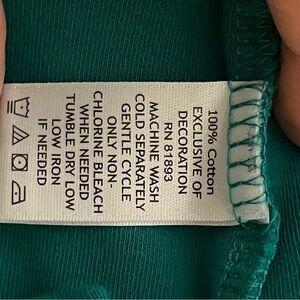 100% Cotton
EXCLUSIVE OF
DECORATION
RN 81893
MACHINE WASH
COLD SEPARATELY
GENTLE CYCLE
ONLY NON-
CHLORINE BLEACH
WHEN NEEDED
TUMBLE DRY LOW
LOW IRON
IF NEEDED